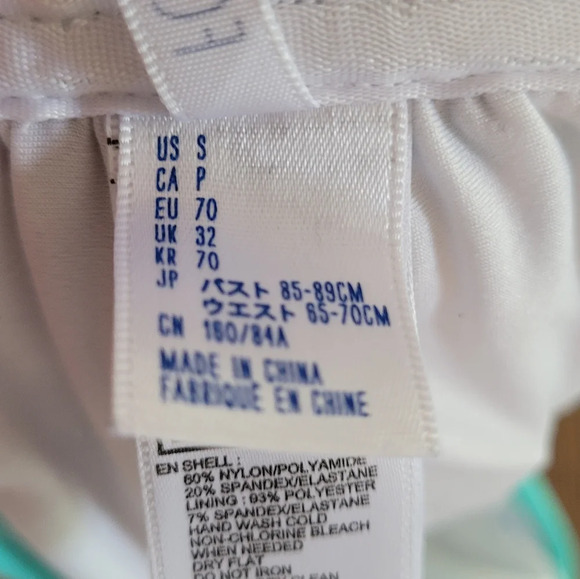 US S
CA P
EU 70
UK 32
KR 70
JP バスト 85-89CM
ウエスト 65-70CM
CN 160/84A
MADE IN CHINA
FABRIQUE EN CHINE
EN SHELL :
80% NYLON/POLYAMIDE
20% SPANDEX/ELASTANE
LINING : 93% POLYESTER
7% SPANDEX/ELASTANE
HAND WASH COLD
NON-CHLORINE BLEACH
WHEN NEEDED
DRY FLAT
DO NOT IRON
CLEAN